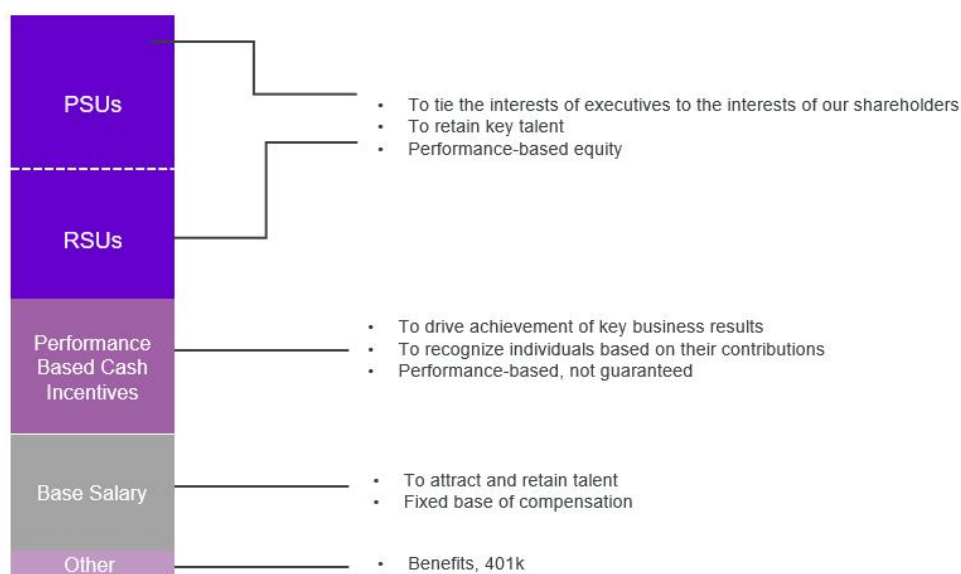 PSUs
• To tie the interests of executives to the interests of our shareholders
• To retain key talent
• Performance-based equity
RSUs
Performance
Based Cash
Incentives
• To drive achievement of key business results
• To recognize individuals based on their contributions
• Performance-based, not guaranteed
Base Salary
• To attract and retain talent
• Fixed base of compensation
Other
• Benefits, 401k